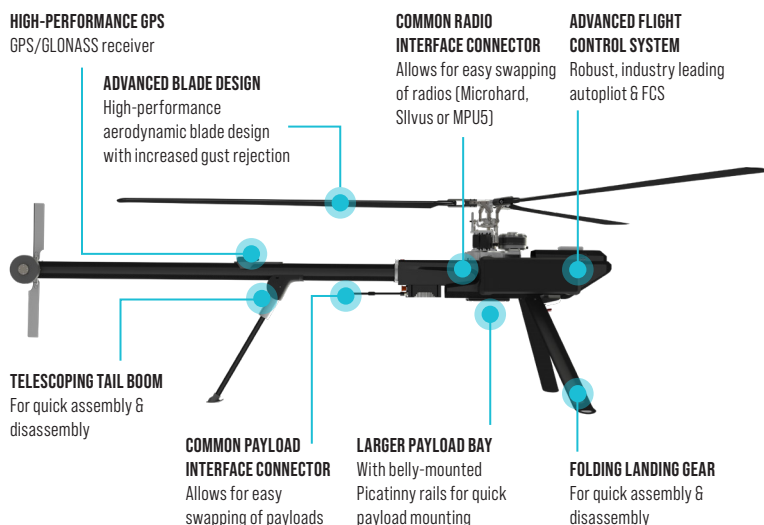 HIGH-PERFORMANCE GPS
GPS/GLONASS receiver
ADVANCED BLADE DESIGN
High-performance
aerodynamic blade design
with increased gust rejection
COMMON RADIO
INTERFACE CONNECTOR
Allows for easy swapping
of radios (Microhard,
SIlvus or MPU5)
ADVANCED FLIGHT
CONTROL SYSTEM
Robust, industry leading
autoplilot & FCS
TELESCOPING TAIL BOOM
For quick assembly &
disassembly
COMMON PAYLOAD
INTERFACE CONNECTOR
Allows for easy
swapping of payloads
LARGER PAYLOAD BAY
With belly-mounted
Picatinny rails for quick
payload mounting
FOLDING LANDING GEAR
For quick assembly &
disassembly